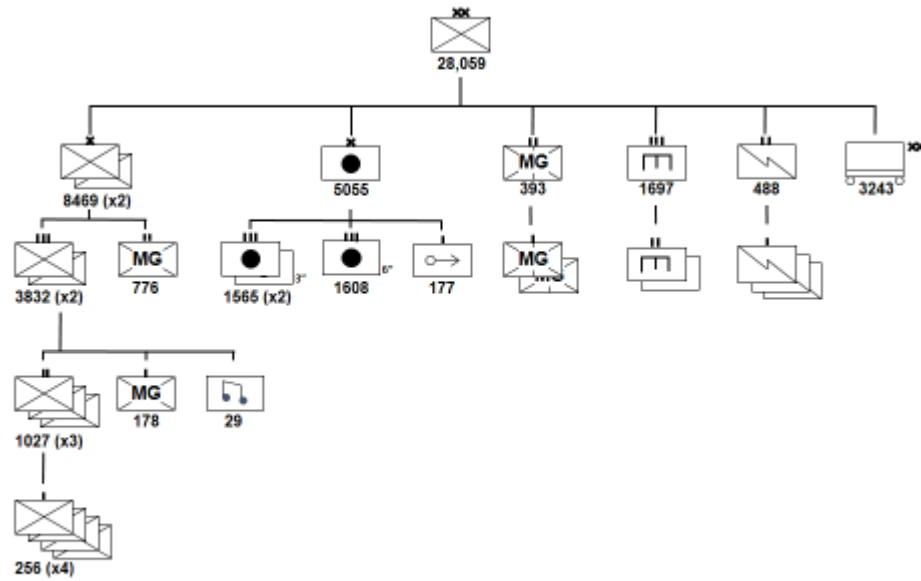 XX
28,059
X
8469 (x2)
X
5055
II
MG
393
III
1697
II
488
3243
XX
III
3832 (x2)
II
MG
776
III
3"
1565 (x2)
III
6"
1608
I
177
I
MG
MG
II
I
II
1027 (x3)
I
MG
178
29
I
256 (x4)